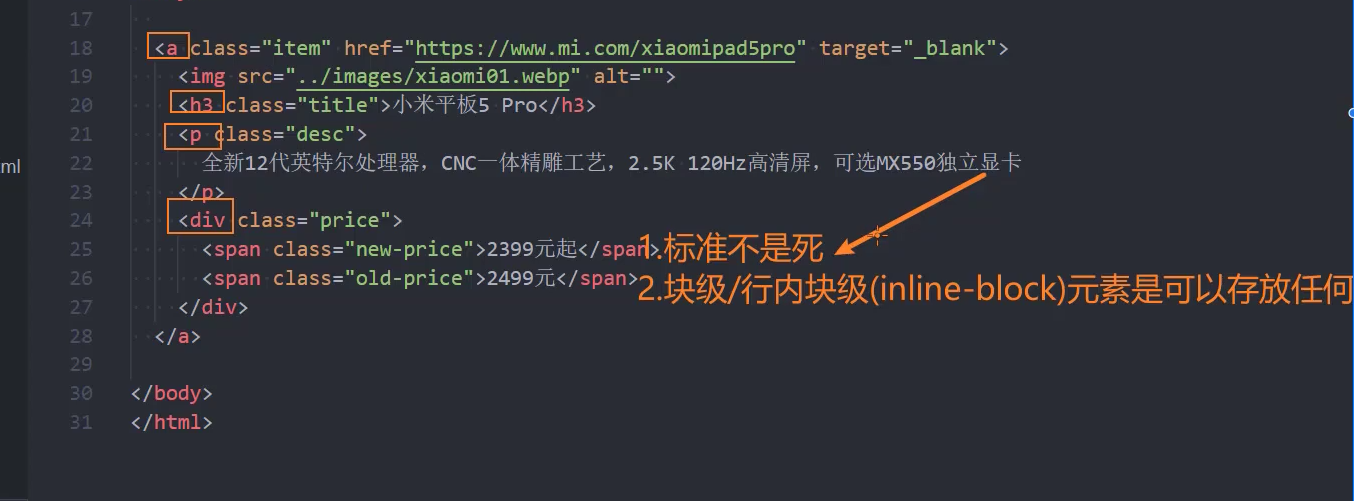 17
18 <a class="item" href="https://www.mi.com/xiaomipad5pro" target="_blank">
19 <img src="../images/xiaomi01.webp" alt="">
20 <h3 class="title">小米平板5 Pro</h3>
21 <p class="desc">
ml
22 全新12代英特尔处理器，CNC一体精雕工艺，2.5K 120Hz高清屏，可选MX550独立显卡
23 </p>
24 <div class="price">
25 <span class="new-price">2399元起</span>
1.标准不是死
26 <span class="old-price">2499元</span>
2.块级/行内块级(inline-block)元素是可以存放任何
27 </div>
28 </a>
29
30 </body>
31 </html>